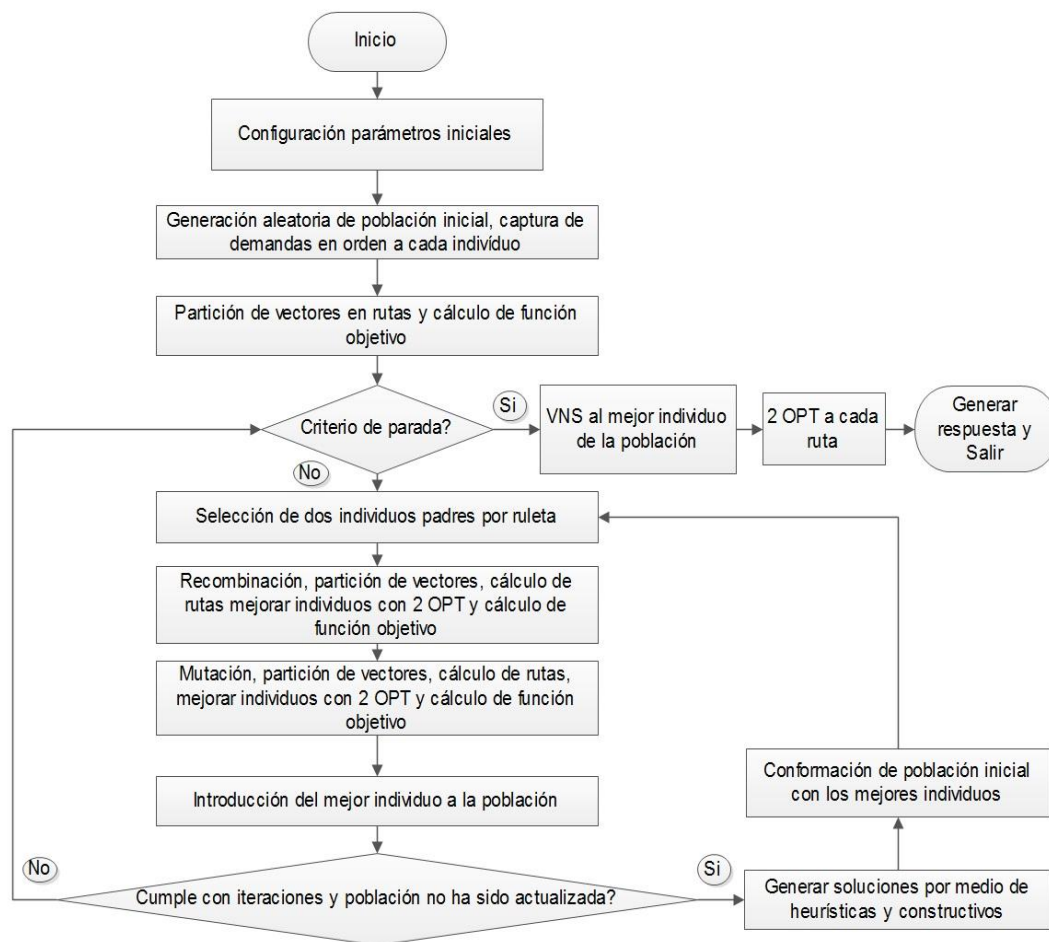 Inicio
Configuración parámetros iniciales
Generación aleatoria de población inicial, captura de
demandas en orden a cada indivíduo
Partición de vectores en rutas y cálculo de función
objetivo
Criterio de parada?
Si
VNS al mejor individuo
de la población
2 OPT a cada
ruta
Generar
respuesta y
Salir
No
Selección de dos individuos padres por ruleta
Recombinación, partición de vectores, cálculo de
rutas mejorar individuos con 2 OPT y cálculo de
función objetivo
Mutación, partición de vectores, cálculo de rutas,
mejorar individuos con 2 OPT y cálculo de función
objetivo
Introducción del mejor individuo a la población
Cumple con iteraciones y población no ha sido actualizada?
No
Si
Generar soluciones por medio de
heurísticas y constructivos
Conformación de población inicial
con los mejores individuos